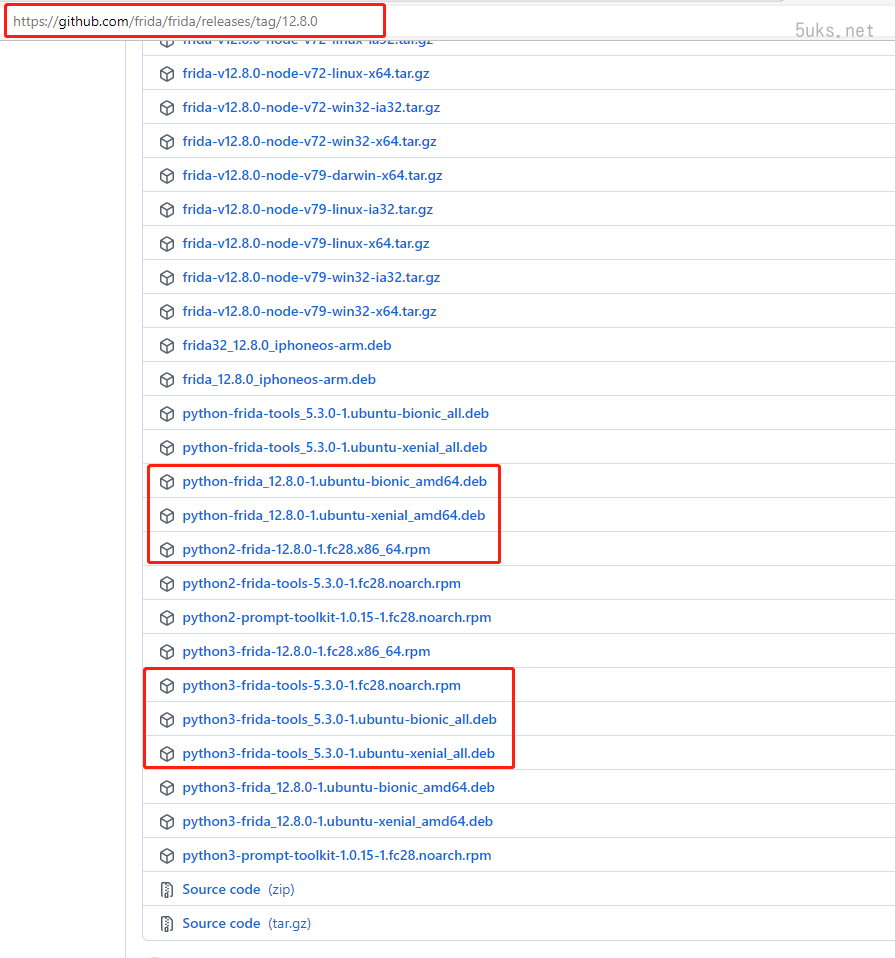 https://github.com/frida/frida/releases/tag/12.8.0
5uks.net
frida-v12.8.0-node-v72-linux-ia32.tar.gz
frida-v12.8.0-node-v72-linux-x64.tar.gz
frida-v12.8.0-node-v72-win32-ia32.tar.gz
frida-v12.8.0-node-v72-win32-x64.tar.gz
frida-v12.8.0-node-v79-darwin-x64.tar.gz
frida-v12.8.0-node-v79-linux-ia32.tar.gz
frida-v12.8.0-node-v79-linux-x64.tar.gz
frida-v12.8.0-node-v79-win32-ia32.tar.gz
frida-v12.8.0-node-v79-win32-x64.tar.gz
frida32_12.8.0_iphoneos-arm.deb
frida_12.8.0_iphoneos-arm.deb
python-frida-tools_5.3.0-1.ubuntu-bionic_all.deb
python-frida-tools_5.3.0-1.ubuntu-xenial_all.deb
python-frida_12.8.0-1.ubuntu-bionic_amd64.deb
python-frida_12.8.0-1.ubuntu-xenial_amd64.deb
python2-frida-12.8.0-1.fc28.x86_64.rpm
python2-frida-tools-5.3.0-1.fc28.noarch.rpm
python2-prompt-toolkit-1.0.15-1.fc28.noarch.rpm
python3-frida-12.8.0-1.fc28.x86_64.rpm
python3-frida-tools-5.3.0-1.fc28.noarch.rpm
python3-frida-tools_5.3.0-1.ubuntu-bionic_all.deb
python3-frida-tools_5.3.0-1.ubuntu-xenial_all.deb
python3-frida_12.8.0-1.ubuntu-bionic_amd64.deb
python3-frida_12.8.0-1.ubuntu-xenial_amd64.deb
python3-prompt-toolkit-1.0.15-1.fc28.noarch.rpm
Source code (zip)
Source code (tar.gz)